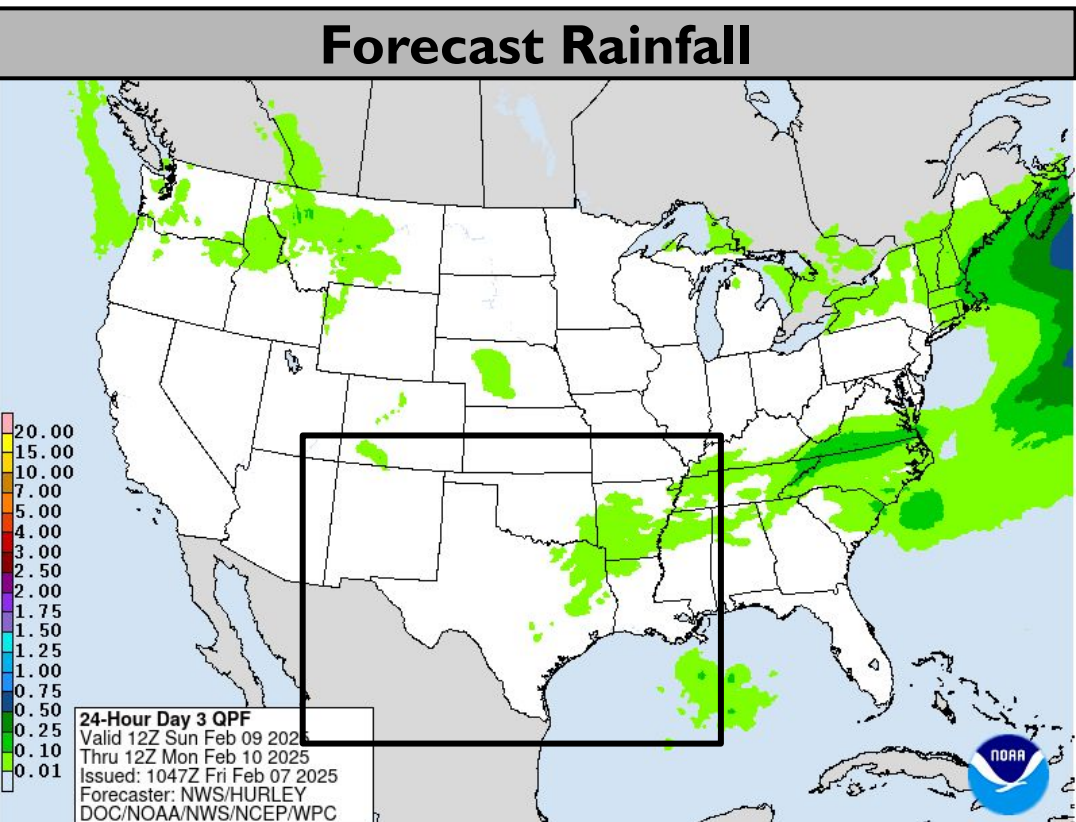 Forecast Rainfall
20.00
15.00
10.00
7.00
5.00
4.00
3.00
2.50
2.00
1.75
1.50
1.25
1.00
0.75
0.50
0.25
0.10
0.01
24-Hour Day 3 QPF
Valid 12Z Sun Feb 09 2025
Thru 12Z Mon Feb 10 2025
Issued: 1047Z Fri Feb 07 2025
Forecaster: NWS/HURLEY
DOC/NOAA/NWS/NCEP/WPC
NOAA